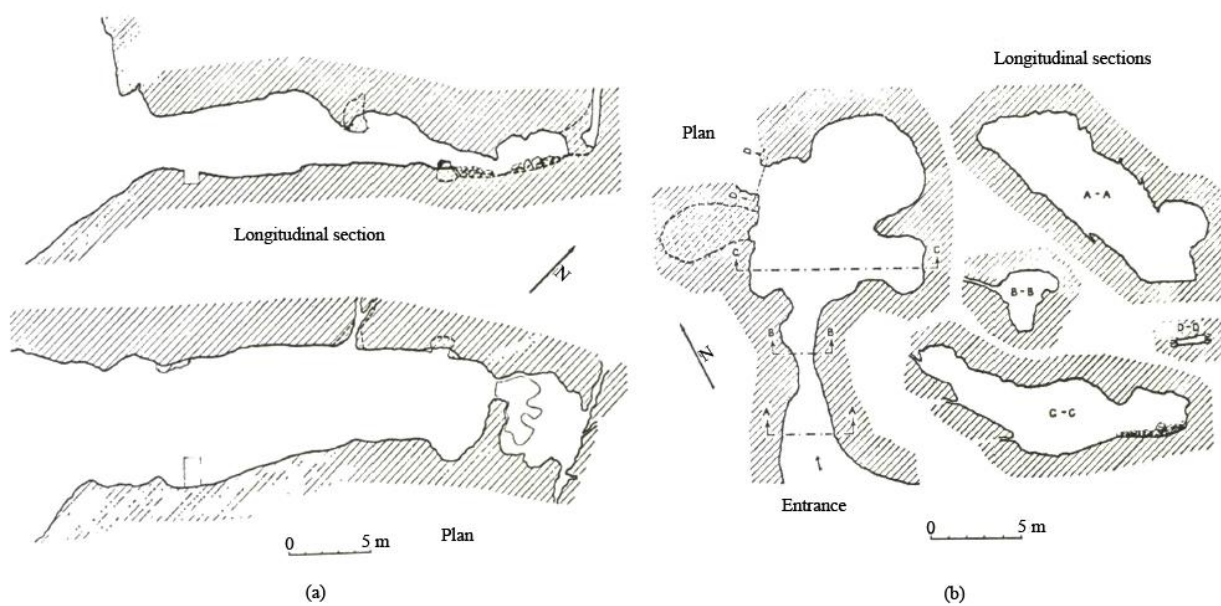 Longitudinal section
N
Plan
0 5 m
(a)
Longitudinal sections
Plan
D
D
A - A
B - B
D-D
C C
C - C
B B
A A
N
Entrance
0 5 m
(b)